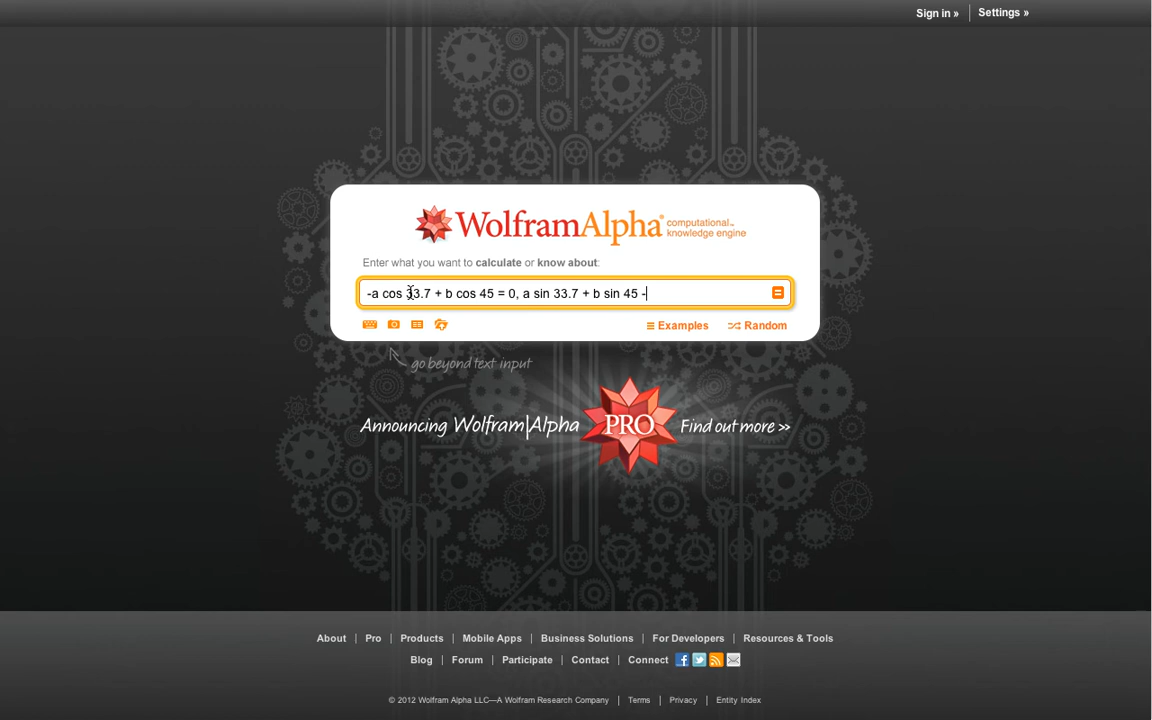 Sign in » Settings »
WolframAlpha computational™ knowledge engine
Enter what you want to calculate or know about:
-a cos 33.7 + b cos 45 = 0, a sin 33.7 + b sin 45 -
Examples Random
go beyond text input
Announcing Wolfram|Alpha PRO Find out more >>
About | Pro | Products | Mobile Apps | Business Solutions | For Developers | Resources & Tools
Blog | Forum | Participate | Contact | Connect
© 2012 Wolfram Alpha LLC—A Wolfram Research Company | Terms | Privacy | Entity Index